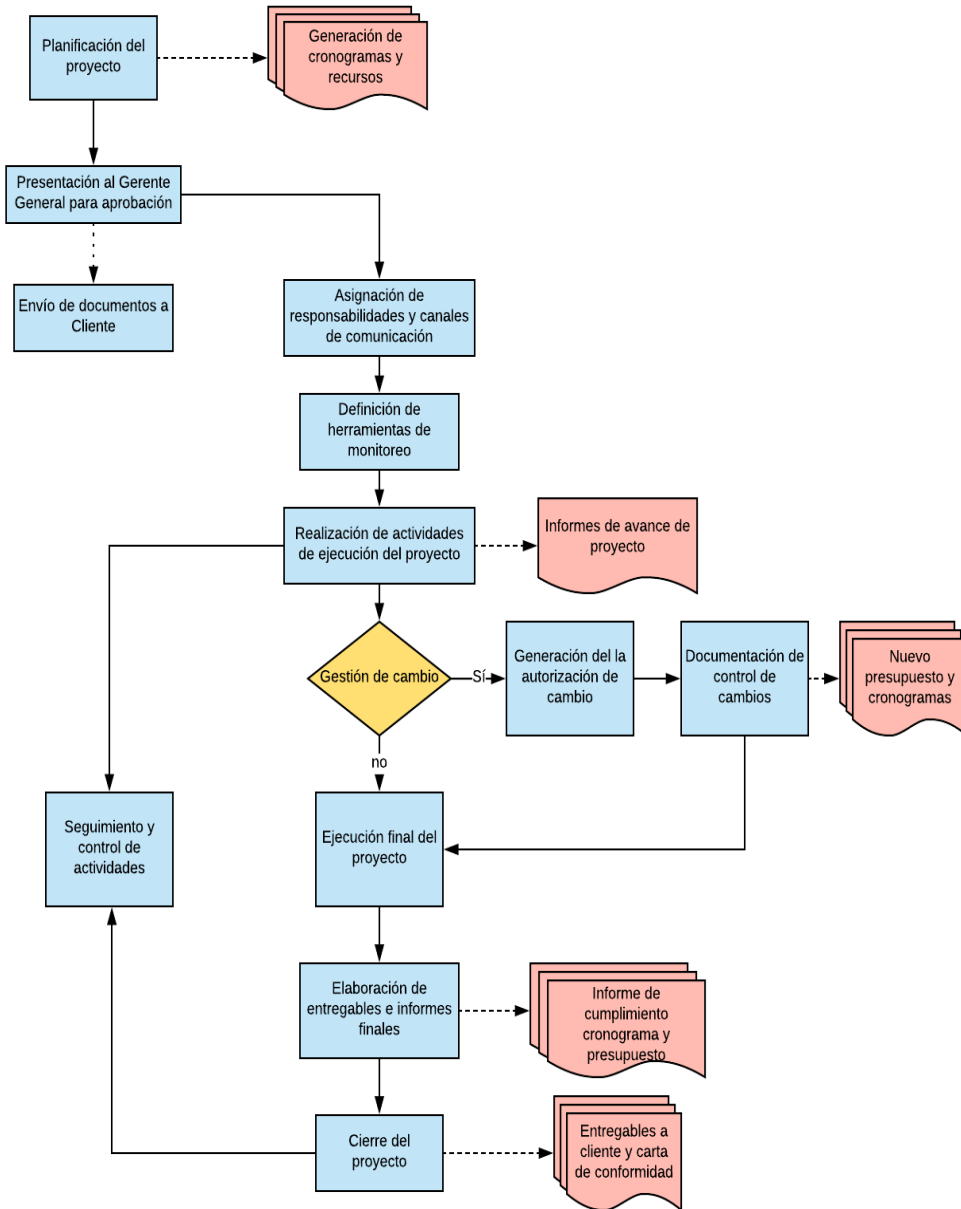 Planificación del
proyecto
Generación de
cronogramas y
recursos
Presentación al Gerente
General para aprobación
Envío de documentos a
Cliente
Asignación de
responsabilidades y canales
de comunicación
Definición de
herramientas de
monitoreo
Realización de actividades
de ejecución del proyecto
Informes de avance de
proyecto
Gestión de cambio
Sí
Generación del la
autorización de
cambio
Documentación de
control de
cambios
Nuevo
presupuesto y
cronogramas
no
Seguimiento y
control de
actividades
Ejecución final del
proyecto
Elaboración de
entregables e informes
finales
Informe de
cumplimiento
cronograma y
presupuesto
Cierre del
proyecto
Entregables a
cliente y carta
de conformidad